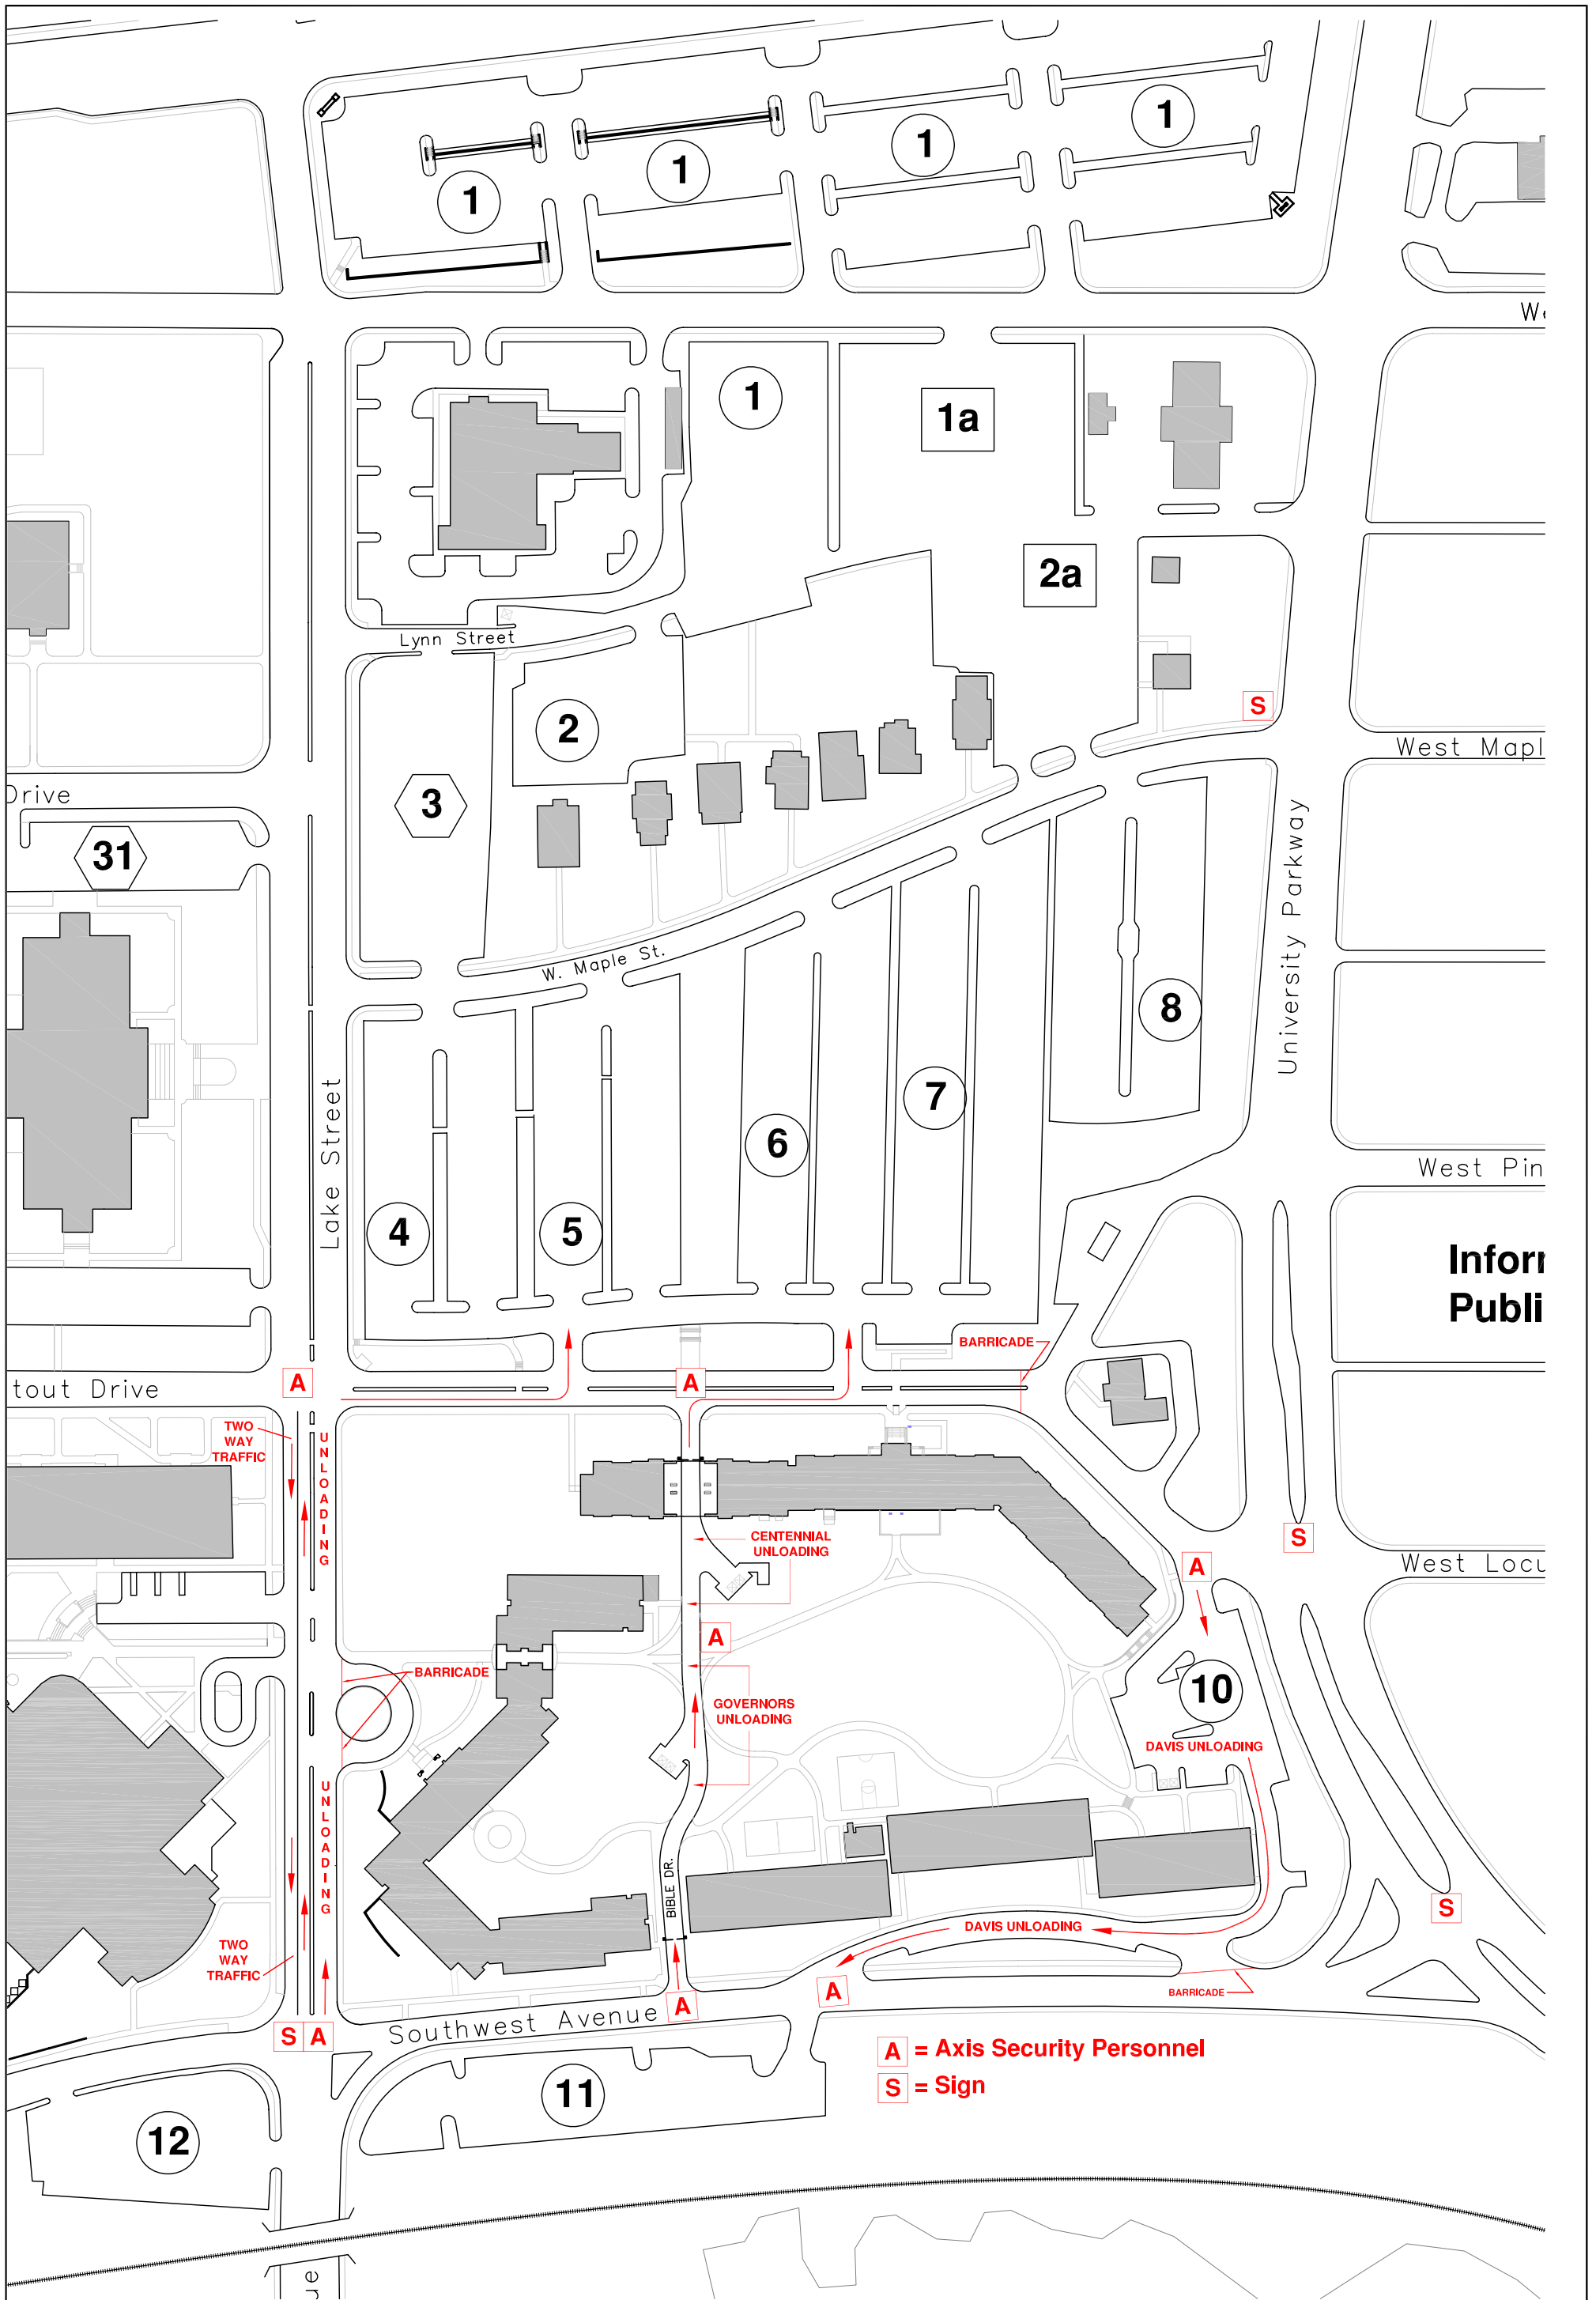 1
1
1
1
We
1
1a
2a
Lynn Street
S
2
West Mapl
Drive
3
31
University Parkway
W. Maple St.
8
7
Lake Street
6
West Pin
4
5
Infor
Publi
BARRICADE
A
A
tout Drive
TWO
WAY
TRAFFIC
UNLOADING
S
CENTENNIAL
UNLOADING
A
West Locu
A
BARRICADE
10
GOVERNORS
UNLOADING
DAVIS UNLOADING
UNLOADING
BIBLE DR.
S
DAVIS UNLOADING
TWO
WAY
TRAFFIC
A
A
BARRICADE
Southwest Avenue
S A
A = Axis Security Personnel
S = Sign
11
12
ue